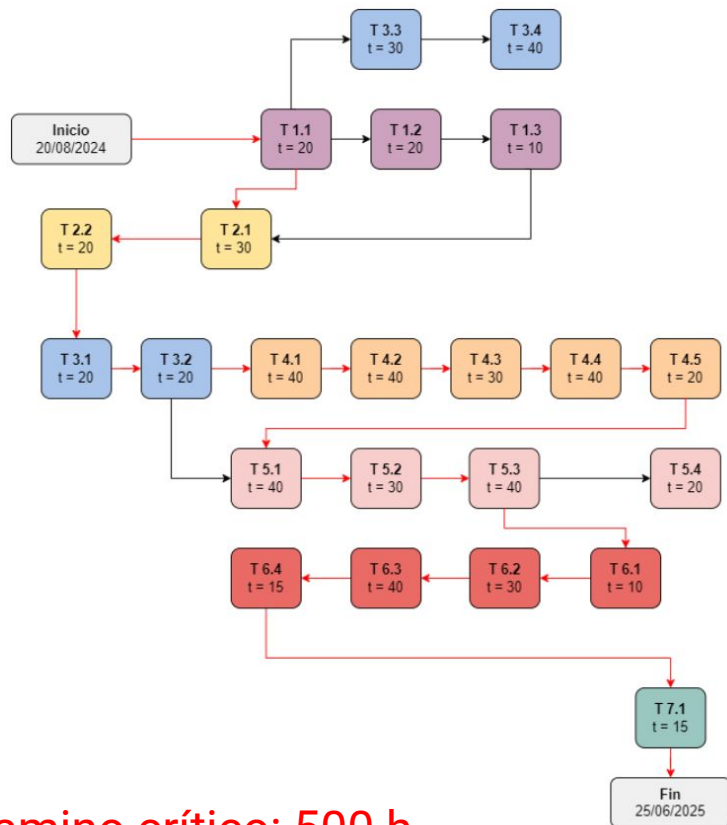 T 3.3
t = 30
T 3.4
t = 40
Inicio
20/08/2024
T 1.1
t = 20
T 1.2
t = 20
T 1.3
t = 10
T 2.2
t = 20
T 2.1
t = 30
T 3.1
t = 20
T 3.2
t = 20
T 4.1
t = 40
T 4.2
t = 40
T 4.3
t = 30
T 4.4
t = 40
T 4.5
t = 20
T 5.1
t = 40
T 5.2
t = 30
T 5.3
t = 40
T 5.4
t = 20
T 6.4
t = 15
T 6.3
t = 40
T 6.2
t = 30
T 6.1
t = 10
T 7.1
t = 15
Fin
25/06/2025
amino crítico: 500 h